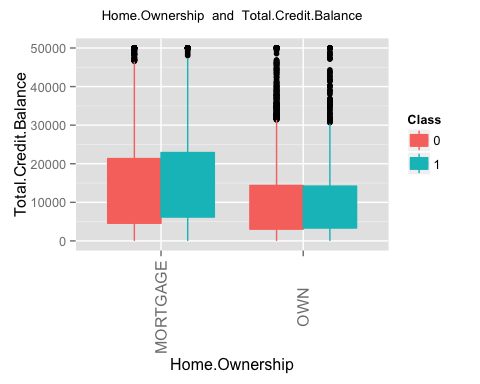 Home.Ownership and Total.Credit.Balance
Total.Credit.Balance
50000
40000
30000
20000
10000
0
MORTGAGE
OWN
Home.Ownership
Class
0
1